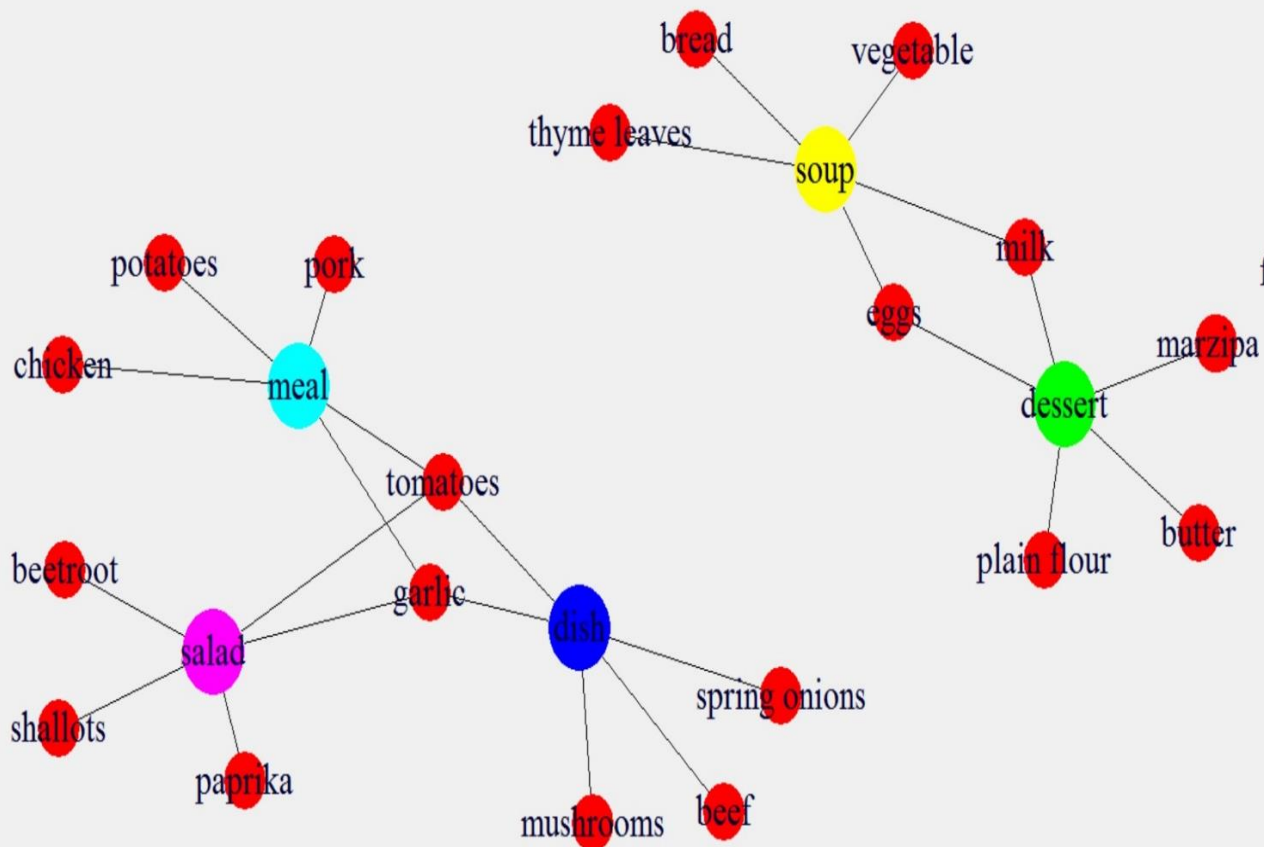 bread
vegetable
thyme leaves
soup
milk
potatoes
pork
eggs
chicken
meal
marzipa
dessert
tomatoes
butter
plain flour
beetroot
garlic
dish
salad
spring onions
shallots
paprika
beef
mushrooms